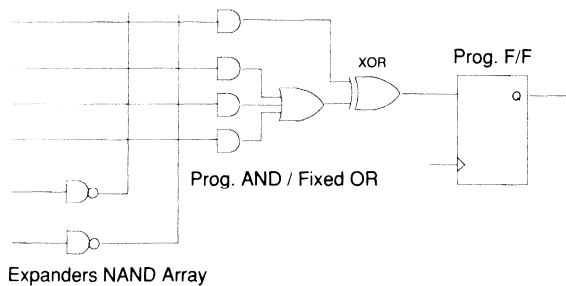 XOR
Prog. F/F
Q
Prog. AND / Fixed OR
Expanders NAND Array